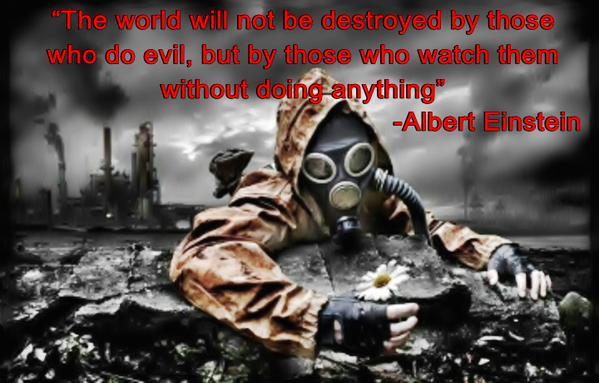 “The world will not be destroyed by those
who do evil, but by those who watch them
without doing anything”
-Albert Einstein